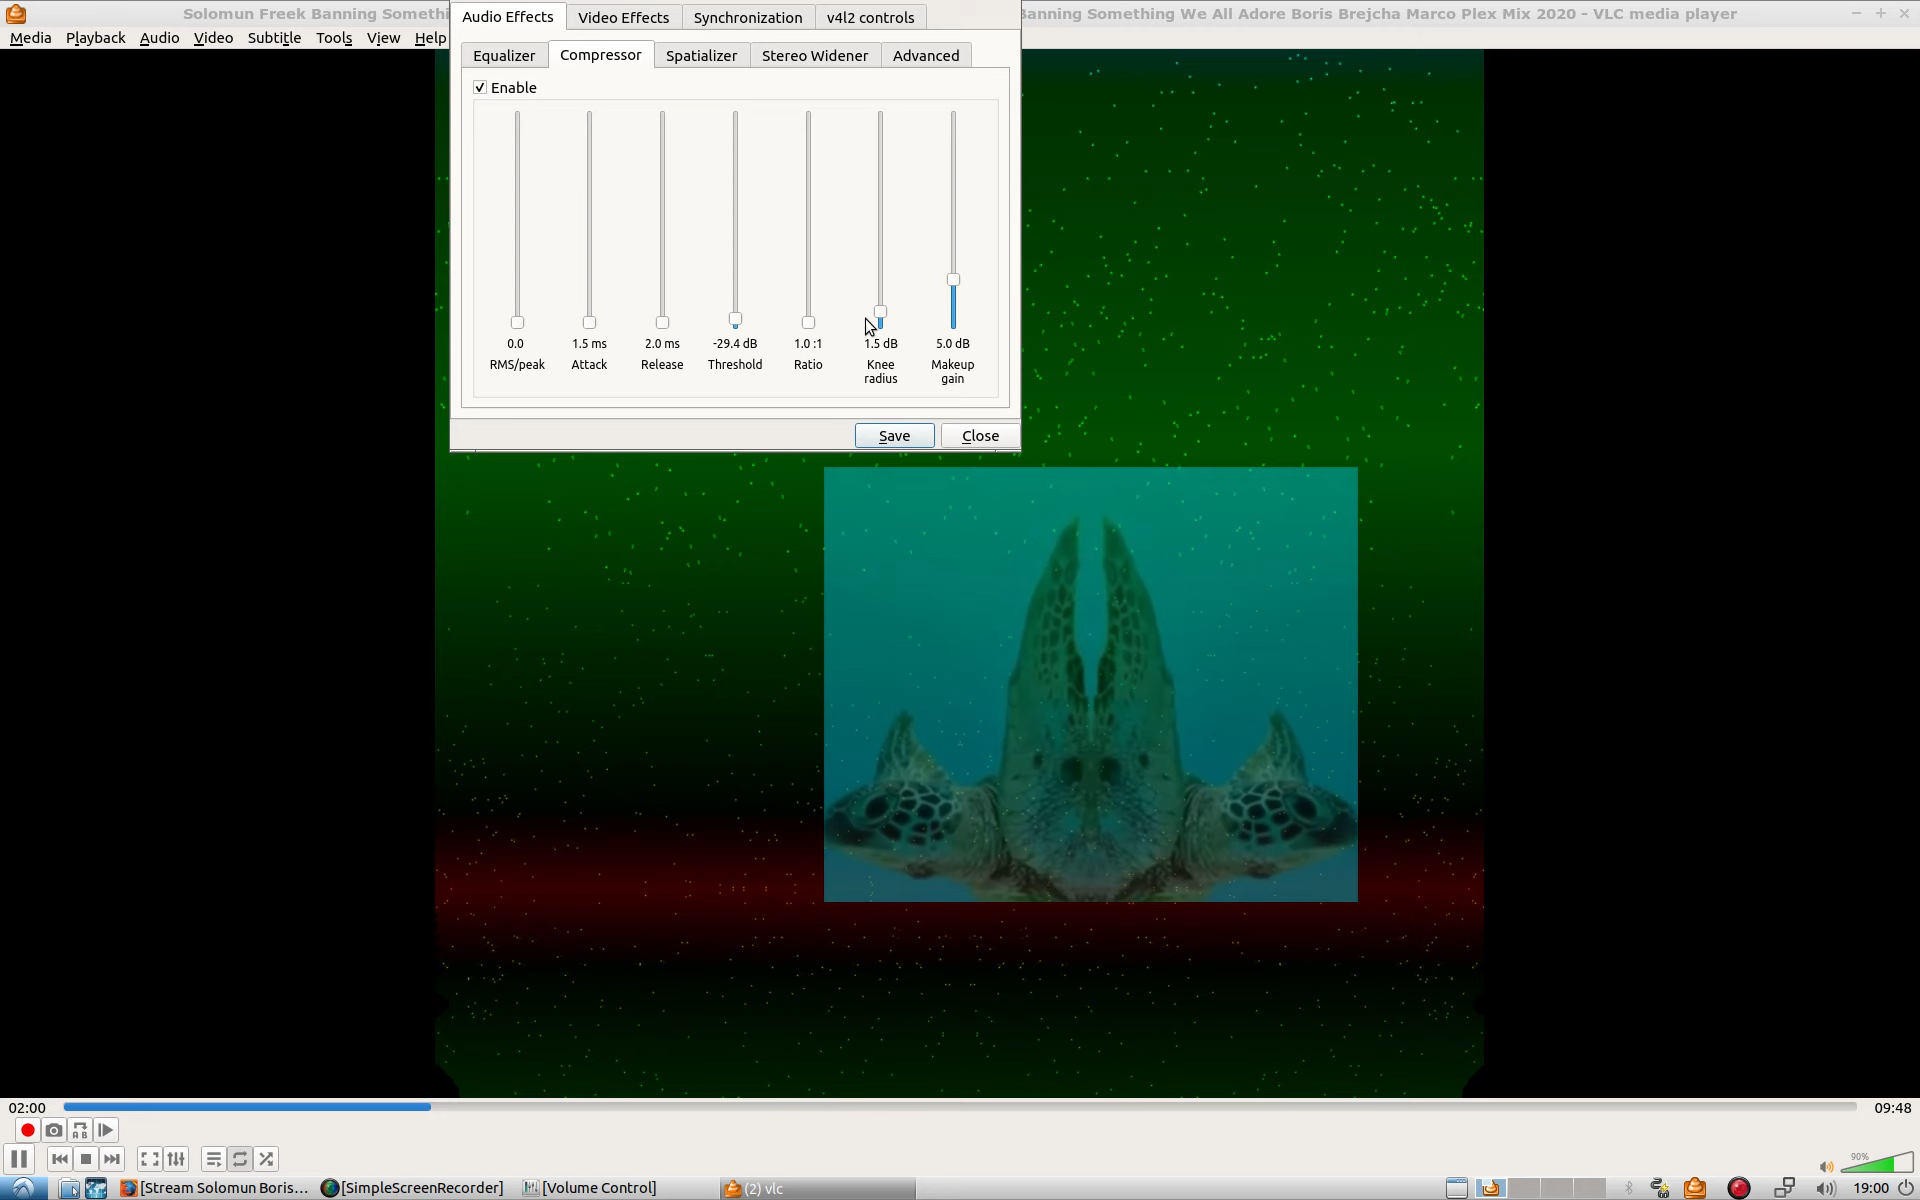 Solomun Freek Banning Somethi
Banning Something We All Adore Boris Brejcha Marco Plex Mix 2020 - VLC media player
Media Playback Audio Video Subtitle Tools View Help
Audio Effects Video Effects Synchronization v4l2 controls
Equalizer Compressor Spatializer Stereo Widener Advanced
Enable
0.0 1.5 ms 2.0 ms -29.4 dB 1.0 :1 1.5 dB 5.0 dB
RMS/peak Attack Release Threshold Ratio Knee radius Makeup gain
Save Close
02:00 09:48
A B
90%
[Stream Solomun Boris... [SimpleScreenRecorder] [Volume Control] (2) vlc 19:00